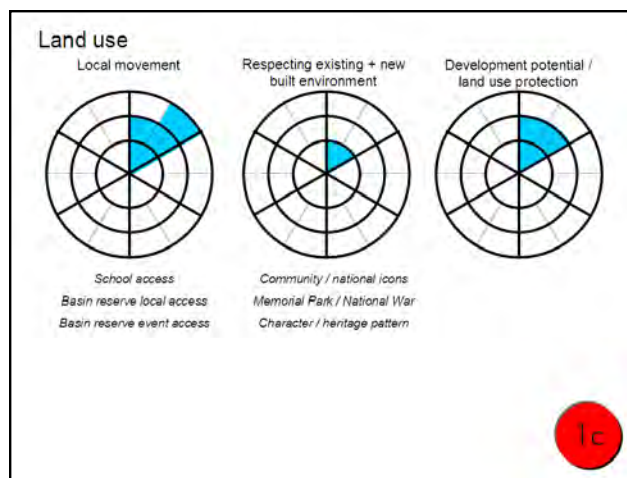 Land use
Local movement
Respecting existing + new
built environment
Development potential /
land use protection
School access
Basin reserve local access
Basin reserve event access
Community / national icons
Memorial Park / National War
Character / heritage pattern
1c